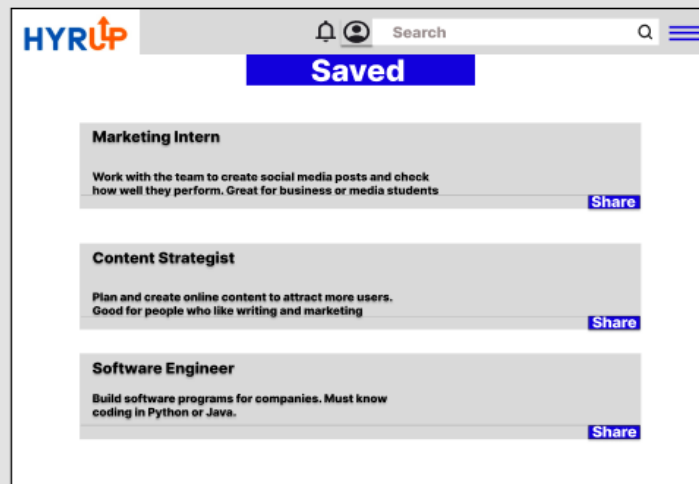 HYRUP
Search
Saved
Marketing Intern
Work with the team to create social media posts and check
how well they perform. Great for business or media students
Share
Content Strategist
Plan and create online content to attract more users.
Good for people who like writing and marketing
Share
Software Engineer
Build software programs for companies. Must know
coding in Python or Java.
Share